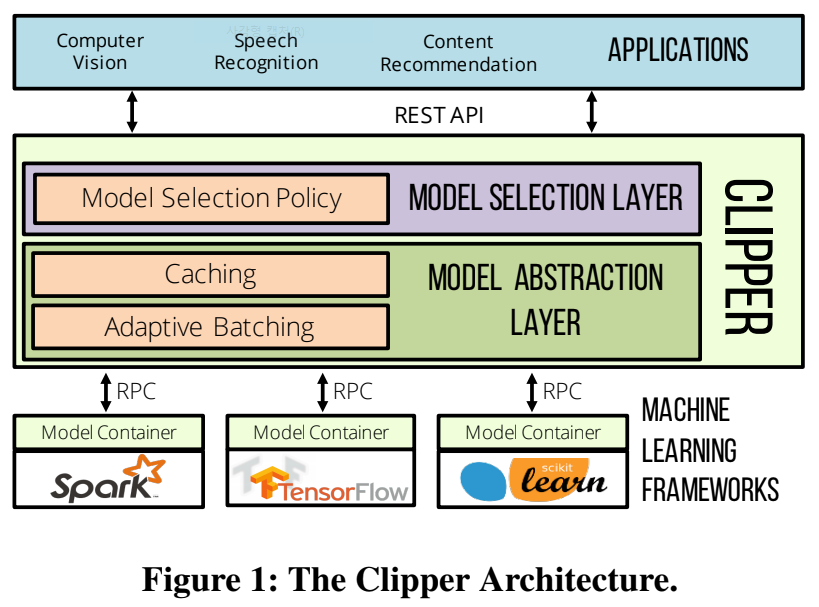 Computer
Vision
Speech
Recognition
Content
Recommendation
APPLICATIONS
REST API
Model Selection Policy
MODEL SELECTION LAYER
Caching
Adaptive Batching
MODEL ABSTRACTION
LAYER
CLIPPER
RPC
RPC
RPC
Model Container
Model Container
Model Container
Spark
TensorFlow
scikit
learn
MACHINE
LEARNING
FRAMEWORKS
Figure 1: The Clipper Architecture.